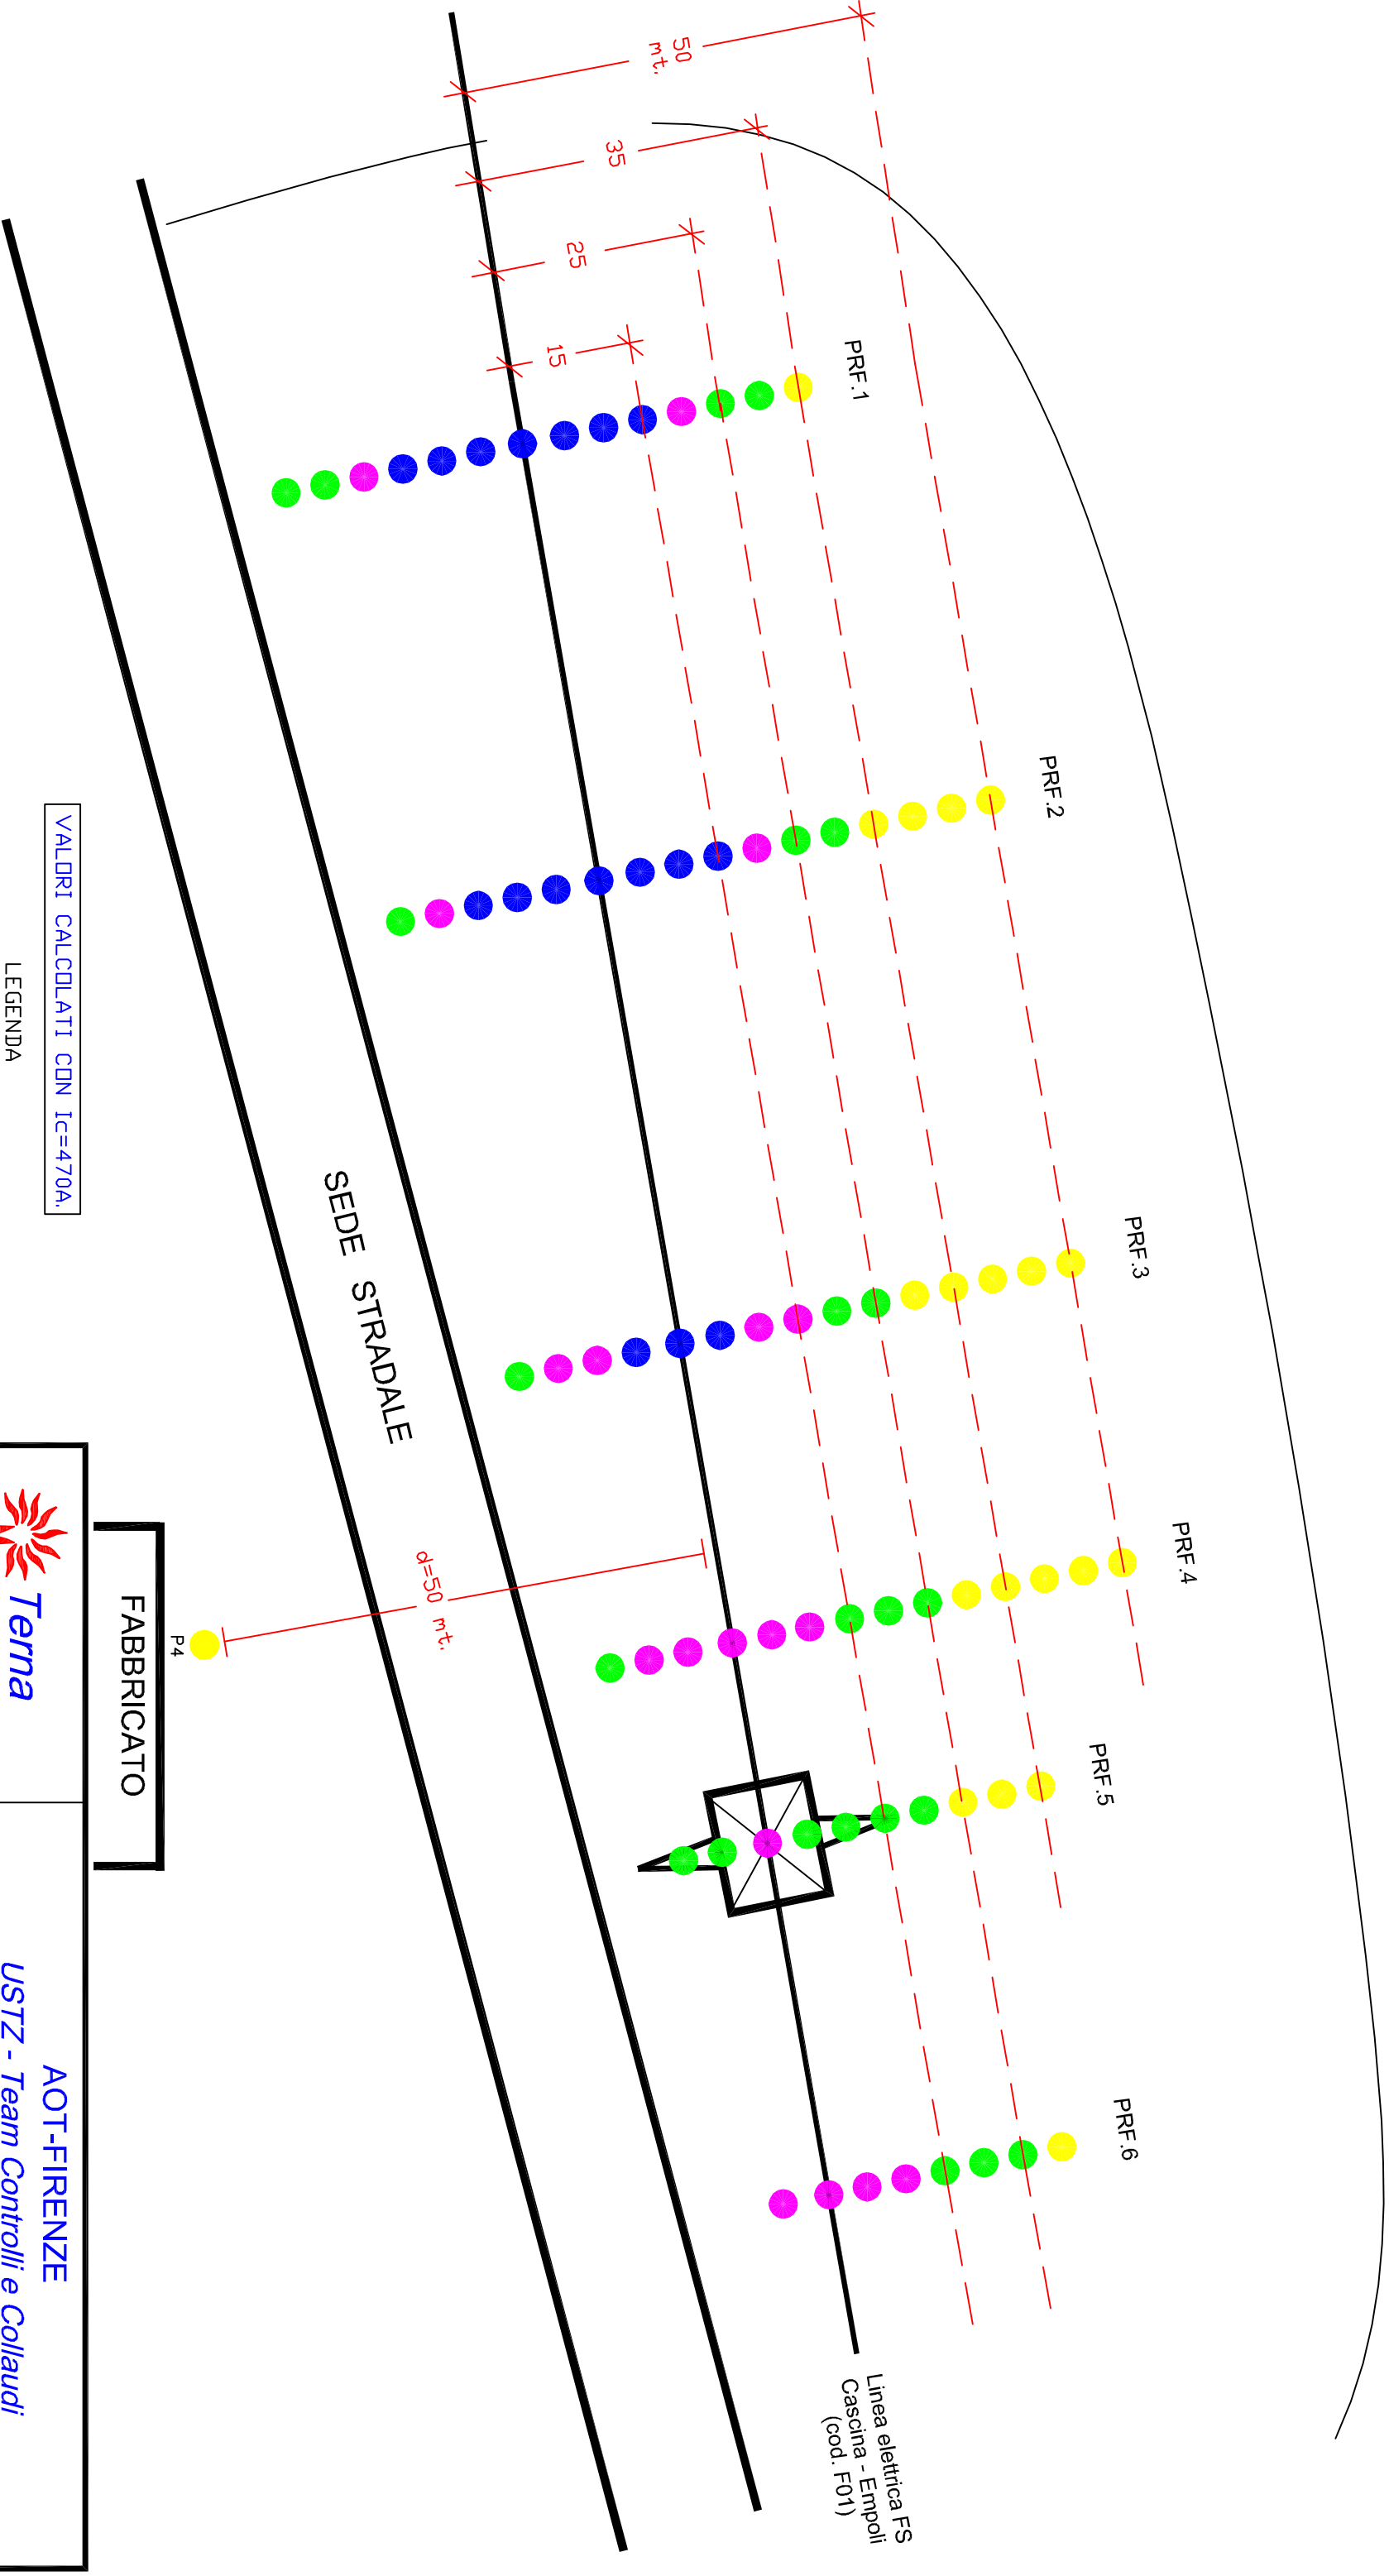 50
mt.
35
25
15
PRF.1
PRF.2
PRF.3
PRF.4
PRF.5
PRF.6
Linea elettrica FS
Cascina - Empoli
(cod. F01)
SEDE STRADALE
d=50 mt.
P4
FABBRICATO
VALORI CALCOLATI CON Ic=470A.
LEGENDA
Terna
AOT-FIRENZE
USTZ - Team Controlli e Collaudi